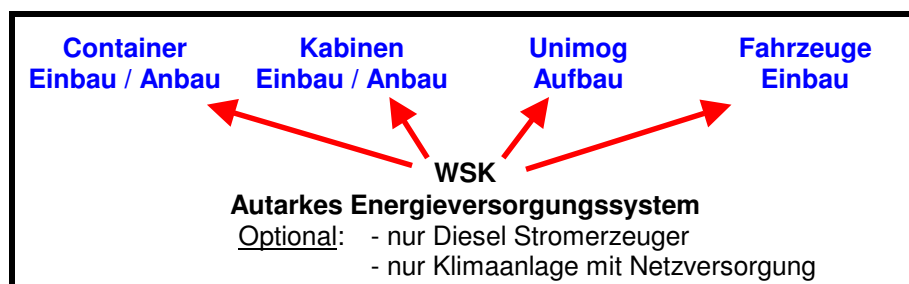 Container Kabinen Unimog Fahrzeuge
Einbau / Anbau Einbau / Anbau Aufbau Einbau
WSK
Autarkes Energieversorgungssystem
Optional: - nur Diesel Stromerzeuger
- nur Klimaanlage mit Netzversorgung